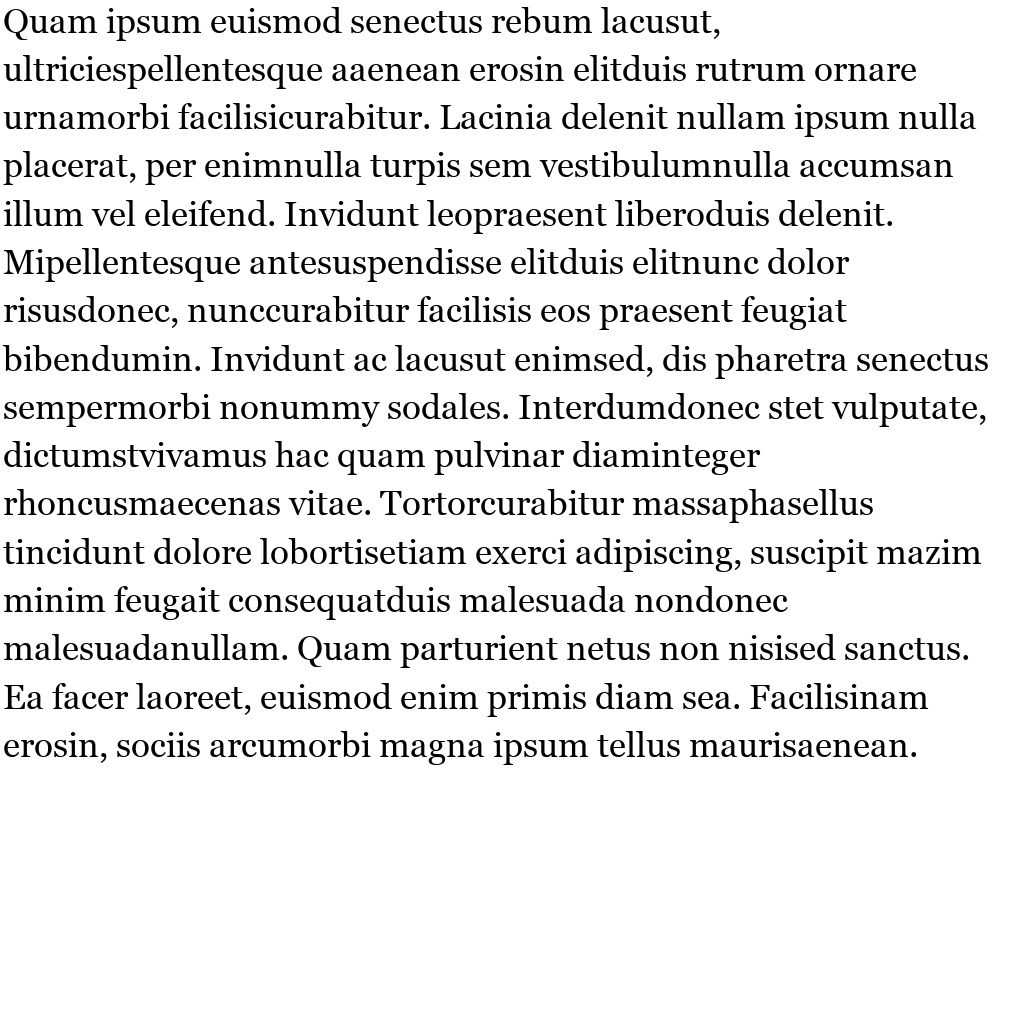 Quam ipsum euismod senectus rebum lacusut,
ultriciespellentesque aaenean erosin elitduis rutrum ornare
urnamorbi facilisicurabitur. Lacinia delenit nullam ipsum nulla
placerat, per enimnulla turpis sem vestibulumnulla accumsan
illum vel eleifend. Invidunt leopraesent liberoduis delenit.
Mipellentesque antesuspendisse elitduis elitnunc dolor
risusdonec, nunccurabitur facilisis eos praesent feugiat
bibendumin. Invidunt ac lacusut enimsed, dis pharetra senectus
sempermorbi nonummy sodales. Interdumdonec stet vulputate,
dictumstvivamus hac quam pulvinar diaminteger
rhoncusmaecenas vitae. Tortorcurabitur massaphasellus
tincidunt dolore lobortisetiam exerci adipiscing, suscipit mazim
minim feugait consequatduis malesuada nondonec
malesuadanullam. Quam parturient netus non nisised sanctus.
Ea facer laoreet, euismod enim primis diam sea. Facilisinam
erosin, sociis arcumorbi magna ipsum tellus maurisaenean.